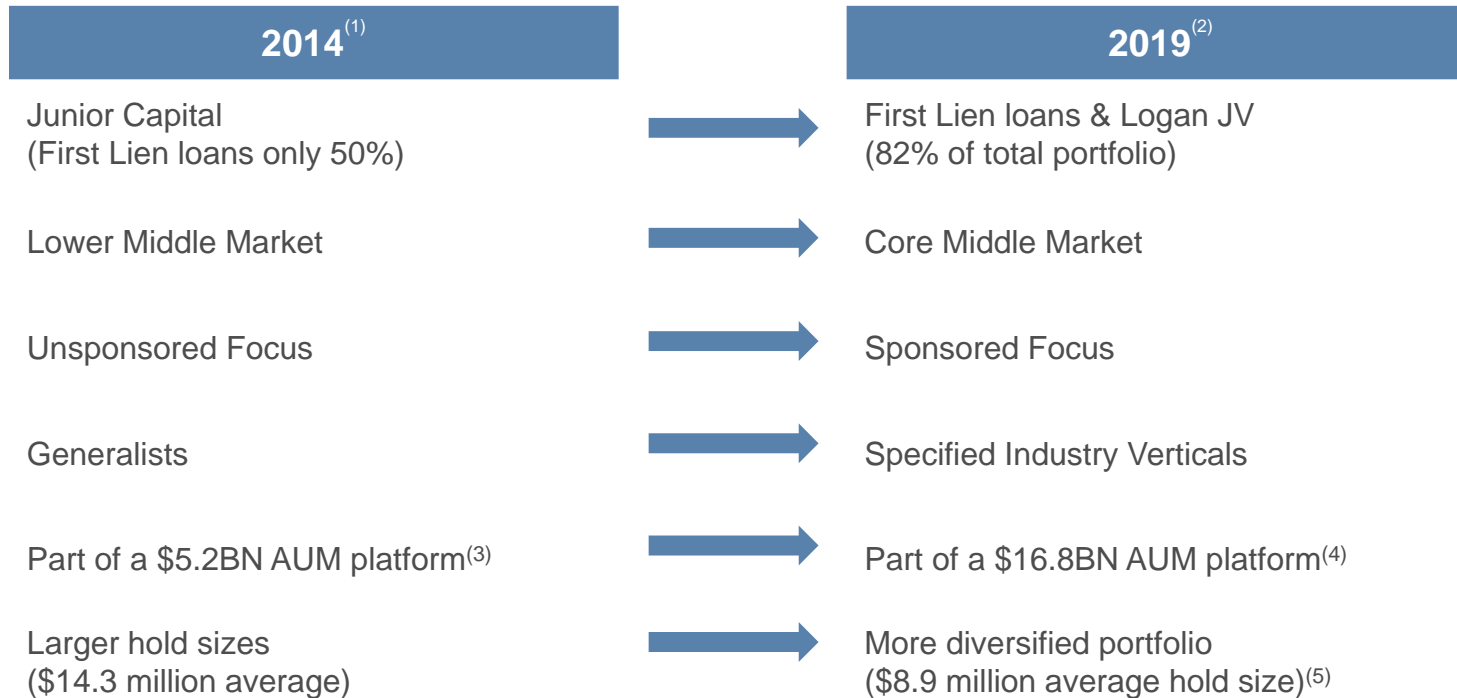 2014(1)
2019(2)
Junior Capital
(First Lien loans only 50%)
First Lien loans & Logan JV
(82% of total portfolio)
Lower Middle Market
Core Middle Market
Unsponsored Focus
Sponsored Focus
Generalists
Specified Industry Verticals
Part of a $5.2BN AUM platform(3)
Part of a $16.8BN AUM platform(4)
Larger hold sizes
($14.3 million average)
More diversified portfolio
($8.9 million average hold size)(5)